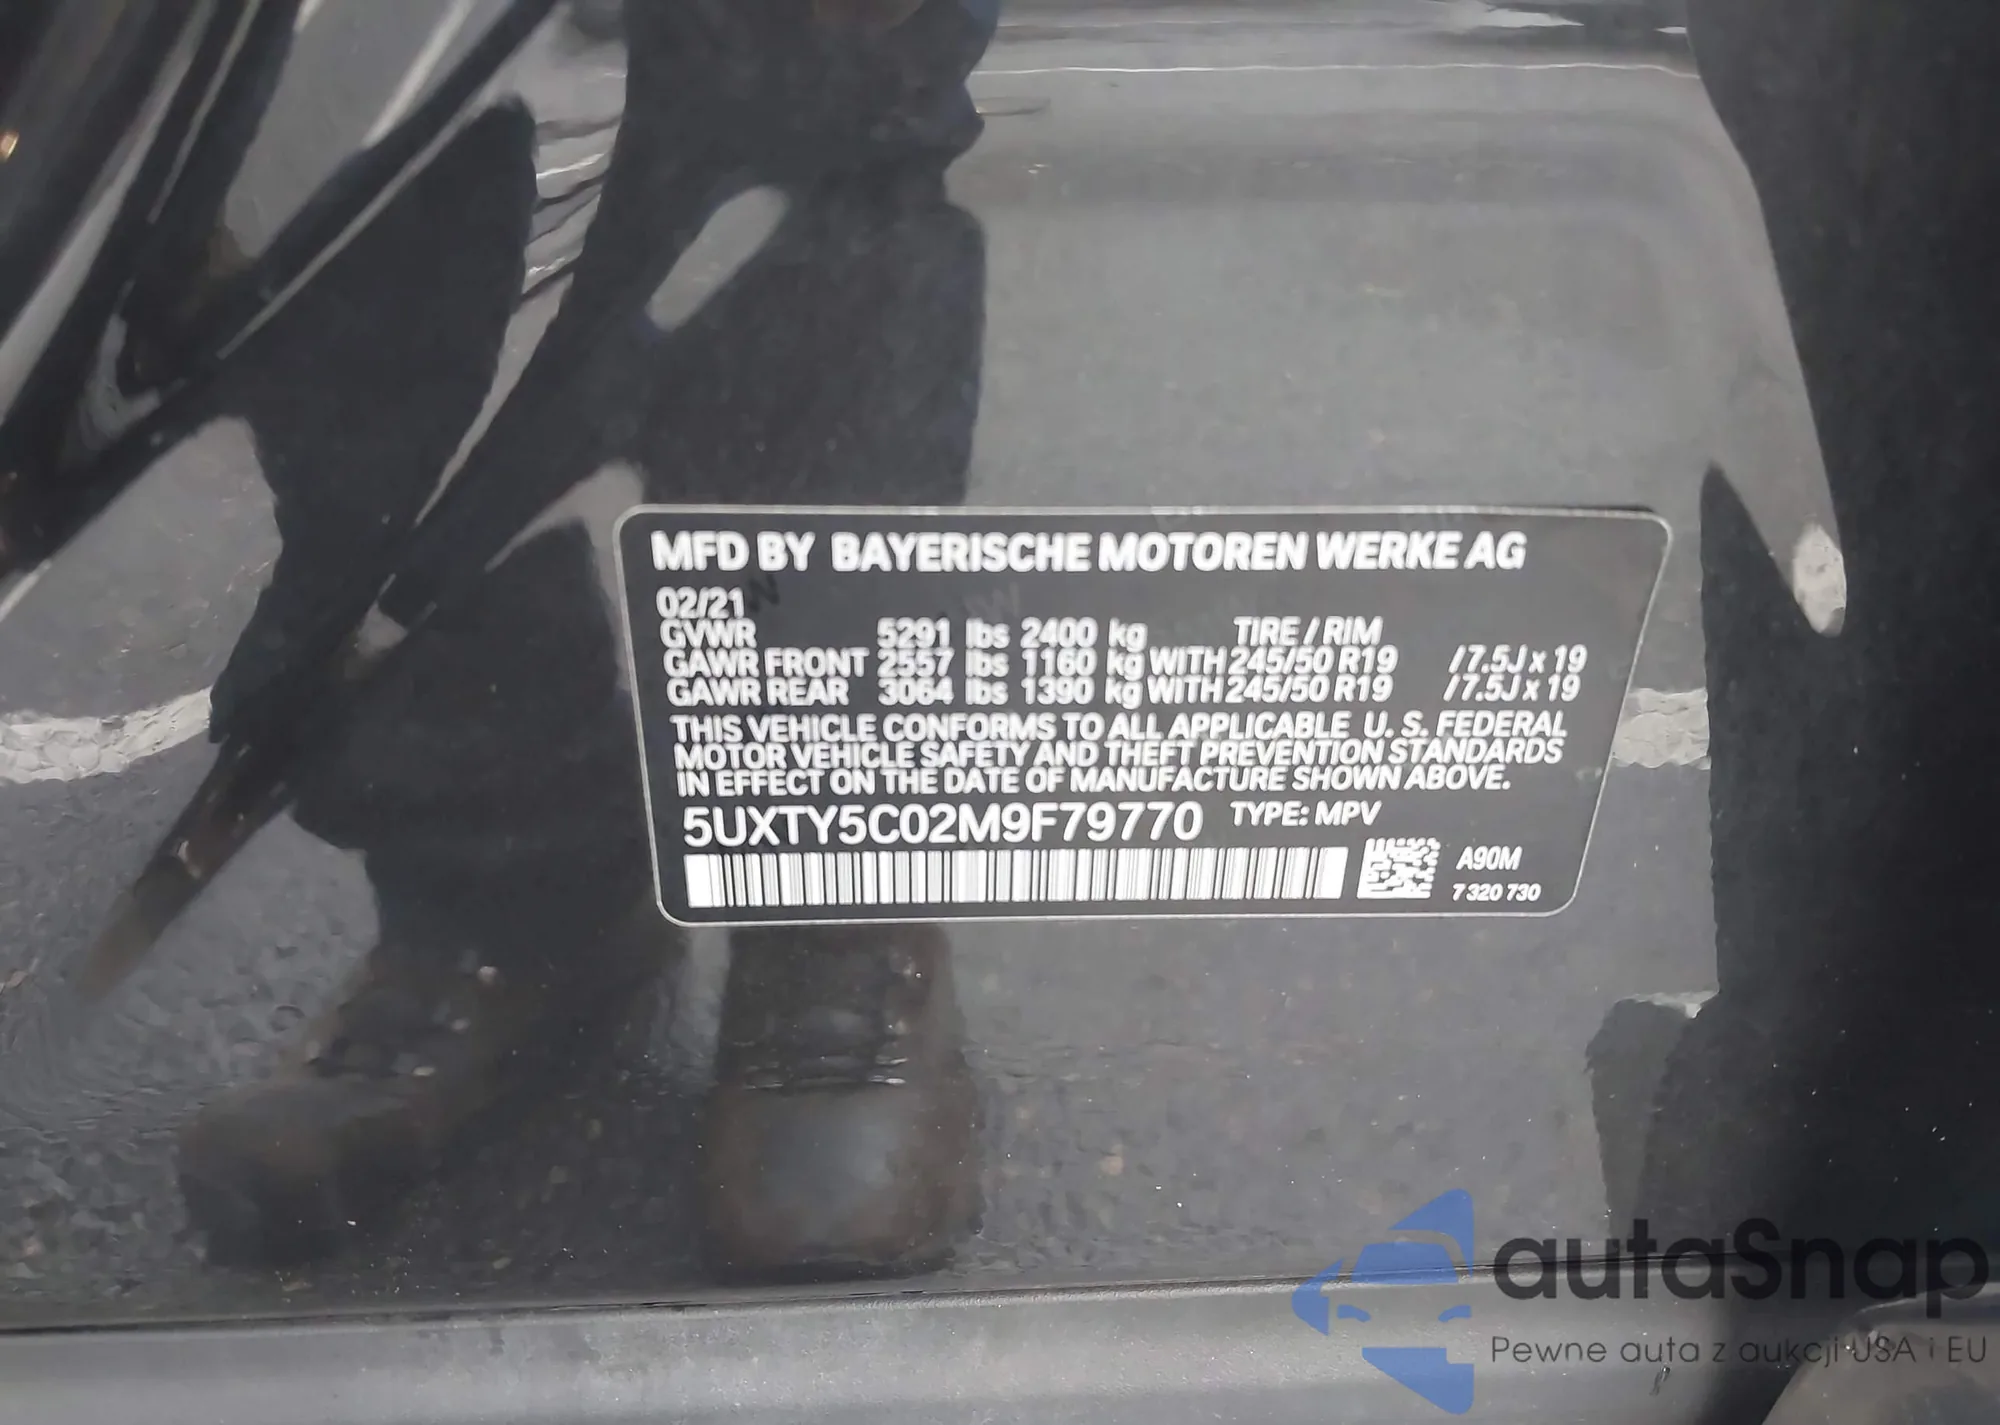 MFD BY BAYERISCHE MOTOREN WERKE AG
02/21
GVWR 5291 lbs 2400 kg TIRE / RIM
GAWR FRONT 2557 lbs 1160 kg WITH 245/50 R19 / 7.5J x 19
GAWR REAR 3064 lbs 1390 kg WITH 245/50 R19 / 7.5J x 19
THIS VEHICLE CONFORMS TO ALL APPLICABLE U. S. FEDERAL
MOTOR VEHICLE SAFETY AND THEFT PREVENTION STANDARDS
IN EFFECT ON THE DATE OF MANUFACTURE SHOWN ABOVE.
5UXTY5C02M9F79770 TYPE: MPV
A90M
7 320 730
autaSnap
Pewne auta z aukcji USA i EU